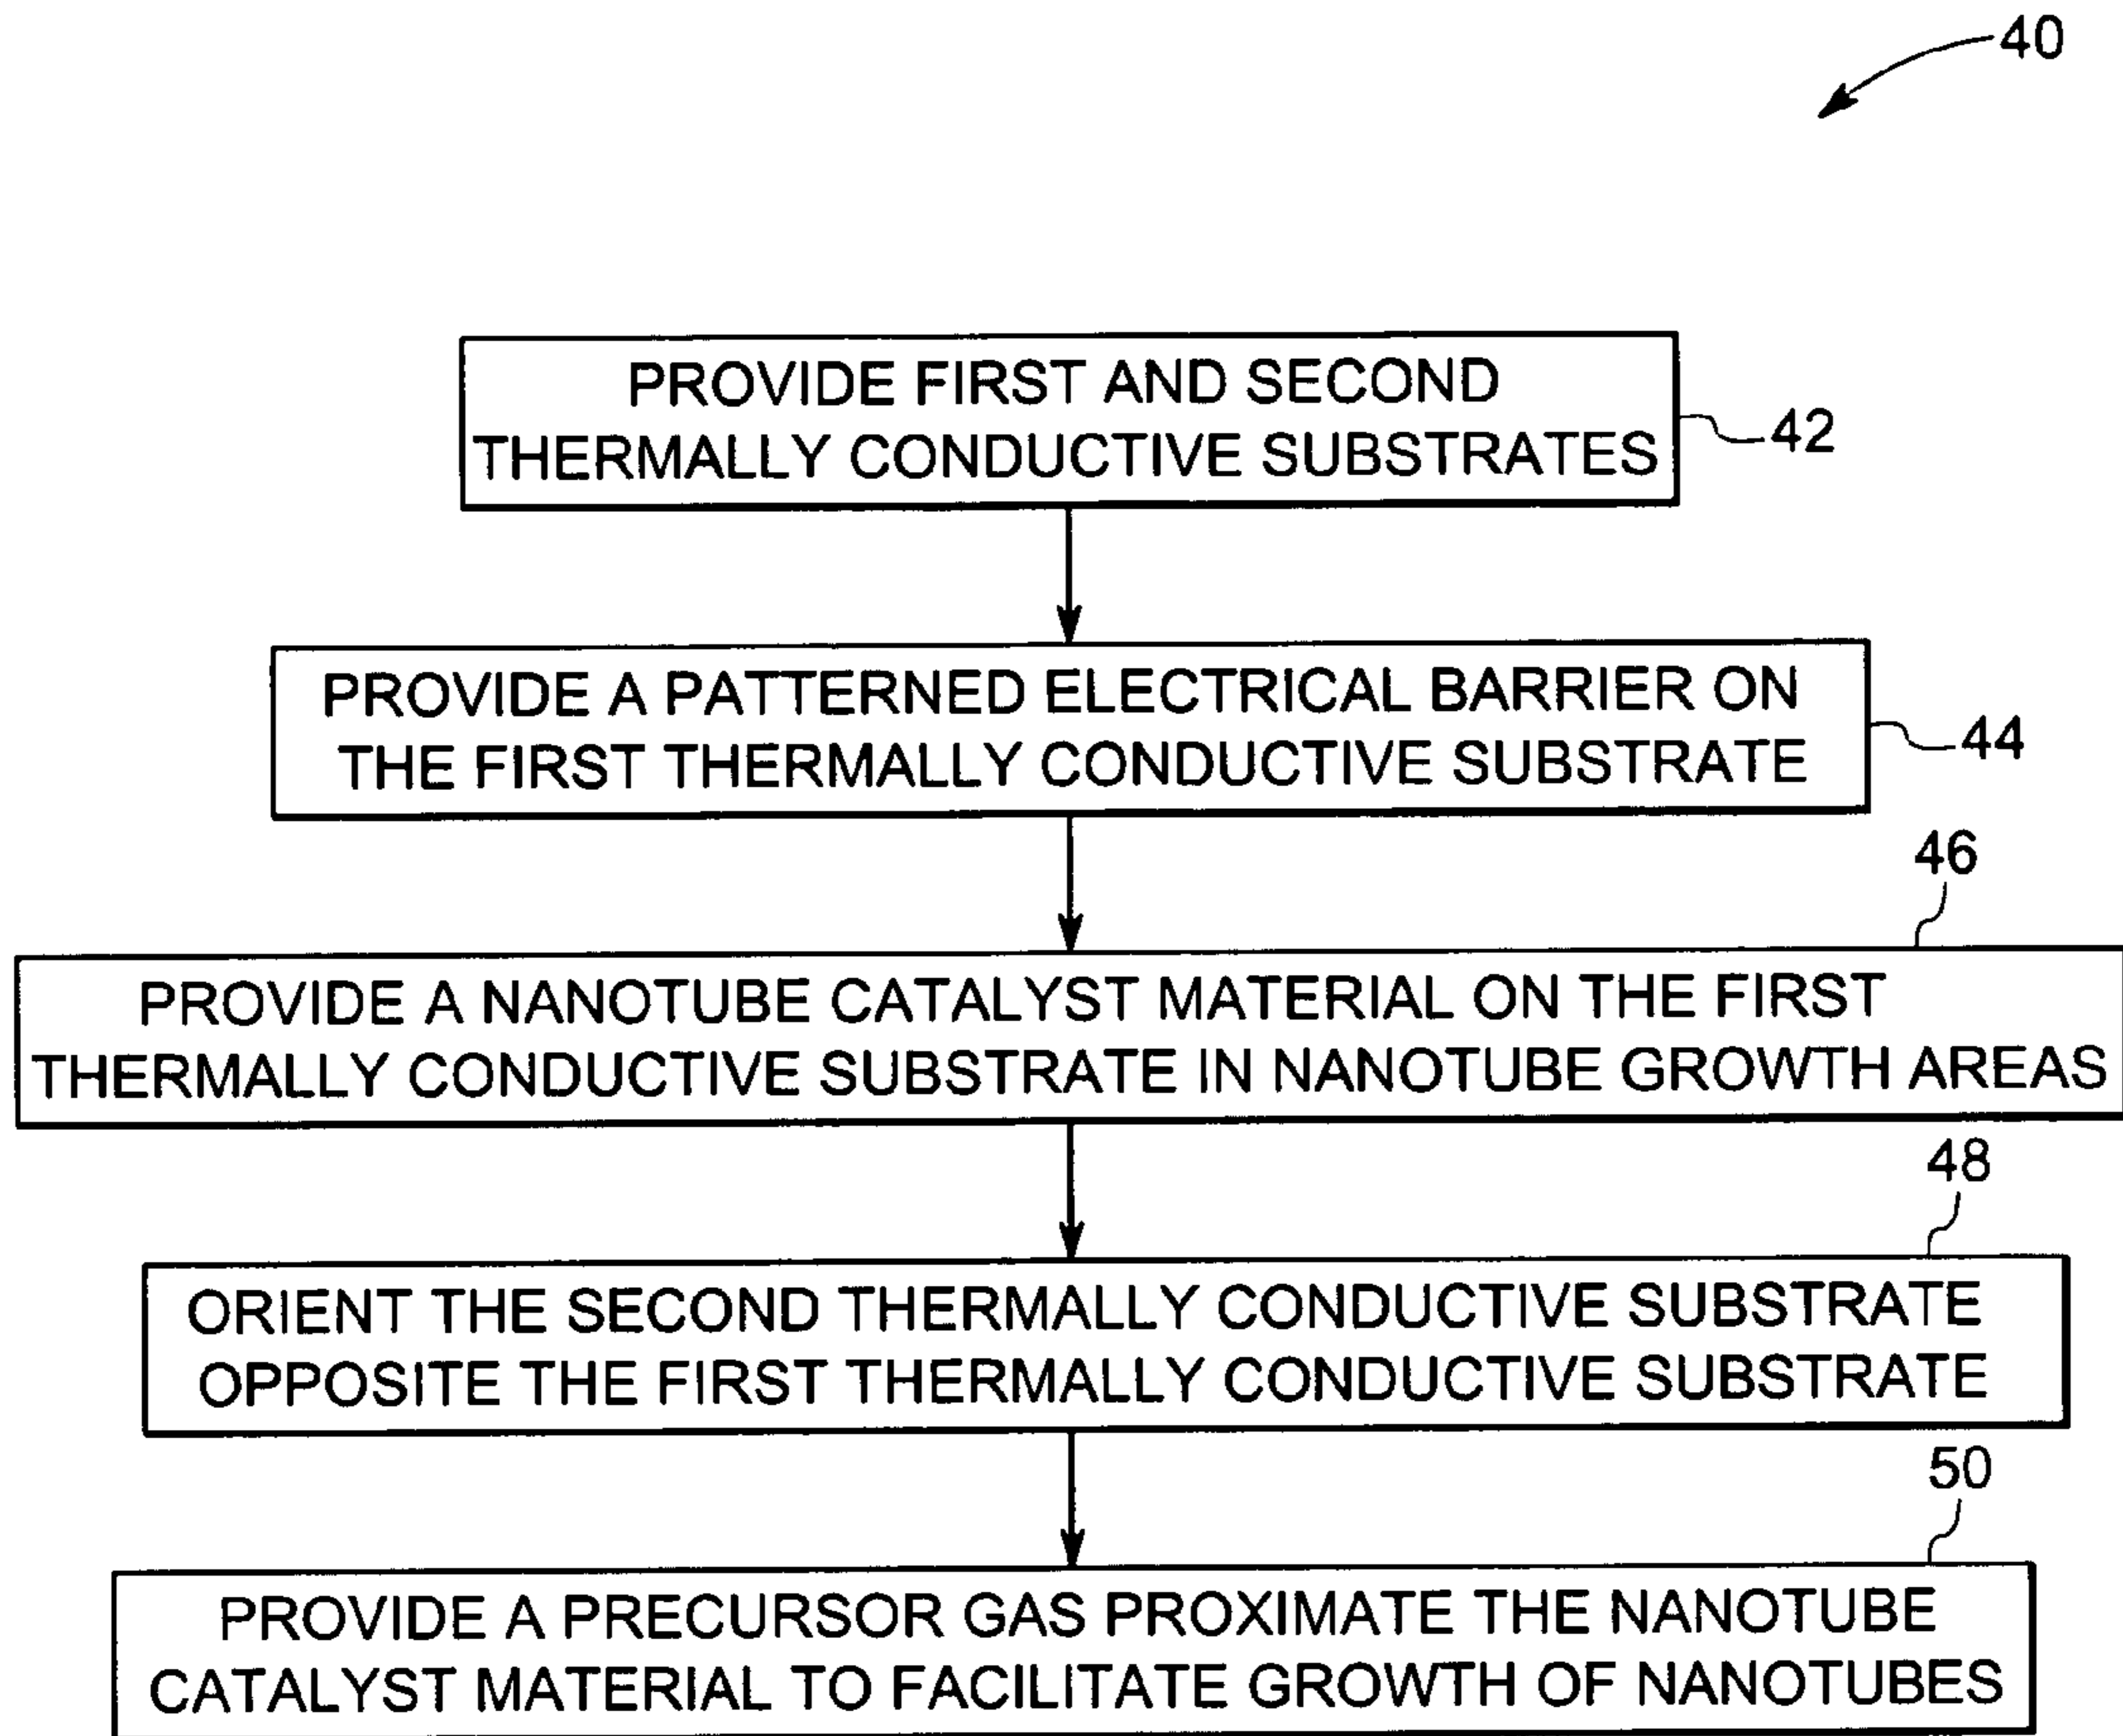 40
PROVIDE FIRST AND SECOND
THERMALLY CONDUCTIVE SUBSTRATES
42
PROVIDE A PATTERNED ELECTRICAL BARRIER ON
THE FIRST THERMALLY CONDUCTIVE SUBSTRATE
44
46
PROVIDE A NANOTUBE CATALYST MATERIAL ON THE FIRST
THERMALLY CONDUCTIVE SUBSTRATE IN NANOTUBE GROWTH AREAS
48
ORIENT THE SECOND THERMALLY CONDUCTIVE SUBSTRATE
OPPOSITE THE FIRST THERMALLY CONDUCTIVE SUBSTRATE
50
PROVIDE A PRECURSOR GAS PROXIMATE THE NANOTUBE
CATALYST MATERIAL TO FACILITATE GROWTH OF NANOTUBES